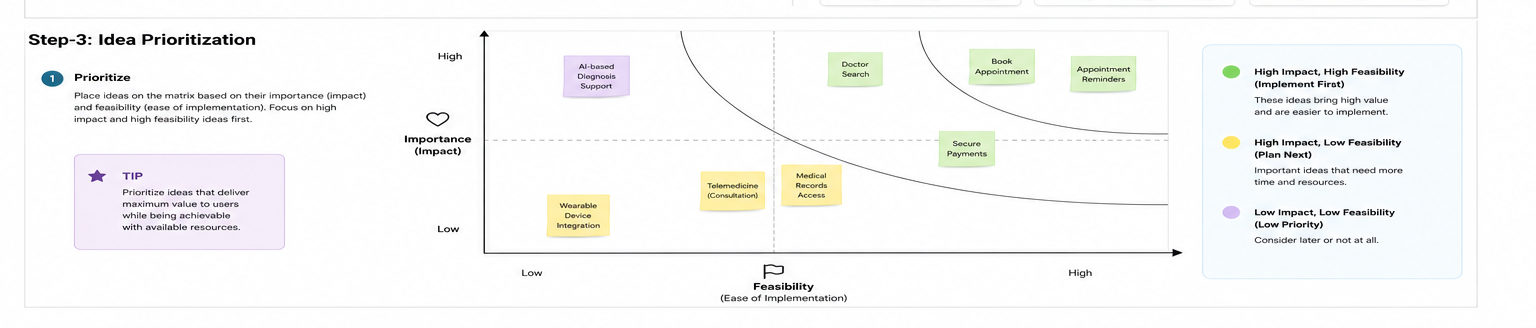 Step-3: Idea Prioritization
1
Prioritize
Place ideas on the matrix based on their importance (impact)
and feasibility (ease of implementation). Focus on high
impact and high feasibility ideas first.
TIP
Prioritize ideas that deliver
maximum value to users
while being achievable
with available resources.
High
Importance
(Impact)
Low
AI-based
Diagnosis
Support
Doctor
Search
Book
Appointment
Appointment
Reminders
Secure
Payments
Telemedicine
(Consultation)
Medical
Records
Access
Wearable
Device
Integration
Low
High
Feasibility
(Ease of Implementation)
High Impact, High Feasibility
(Implement First)
These ideas bring high value
and are easier to implement.
High Impact, Low Feasibility
(Plan Next)
Important ideas that need more
time and resources.
Low Impact, Low Feasibility
(Low Priority)
Consider later or not at all.